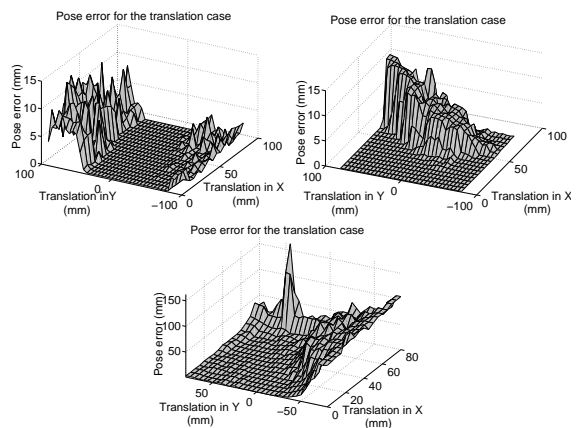 Pose error for the translation case
15
10
5
0
Pose error (mm)
100
0
−100
Translation in Y
(mm)
0
50
100
Translation in X
(mm)
Pose error for the translation case
15
10
5
0
Pose error (mm)
100
0
−100
Translation in Y
(mm)
0
50
100
Translation in X
(mm)
Pose error for the translation case
150
100
50
Pose error (mm)
50
0
−50
Translation in Y
(mm)
0
20
40
60
80
Translation in X
(mm)